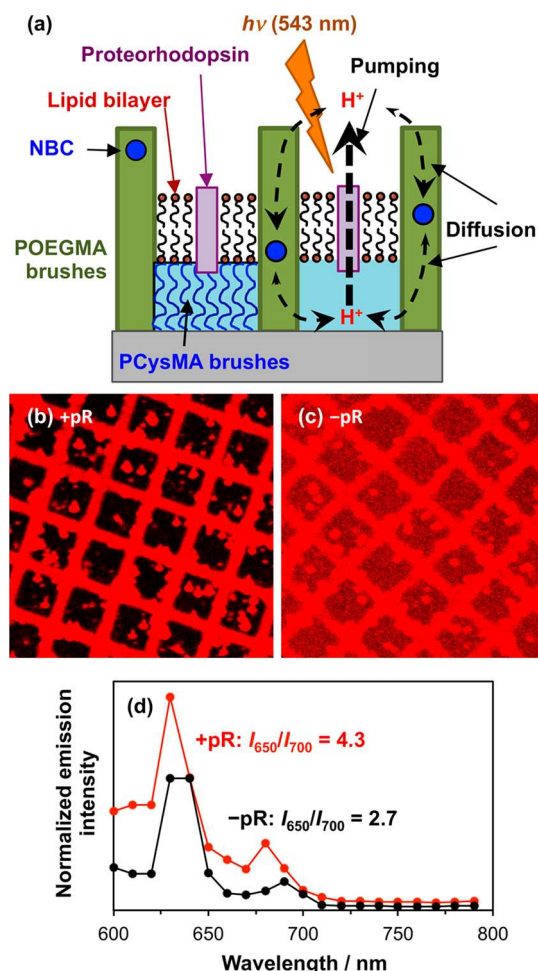 (a)
hν (543 nm)
Proteorhodopsin
Pumping
Lipid bilayer
H⁺
NBC
POEGMA
brushes
Diffusion
H⁺
PCysMA brushes
(b) +pR
(c) −pR
(d)
+pR: I₆₅₀/I₇₀₀ = 4.3
−pR: I₆₅₀/I₇₀₀ = 2.7
Normalized emission
intensity
600 650 700 750 800
Wavelength / nm